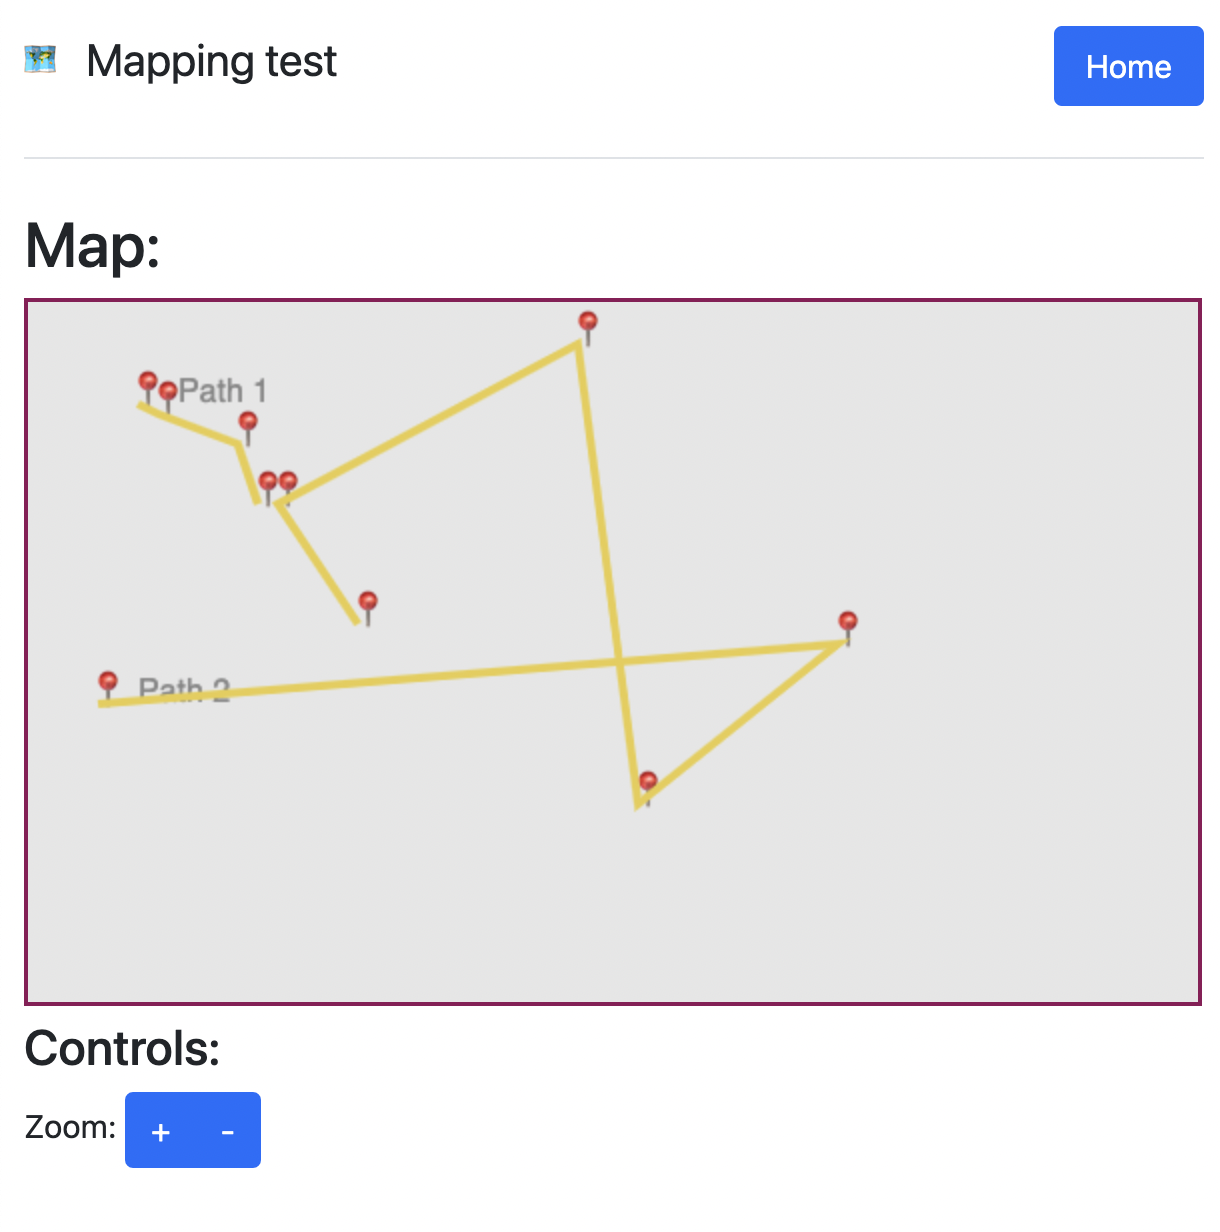 Mapping test
Home
Map:
Path 1
Path 2
Controls:
Zoom: + -